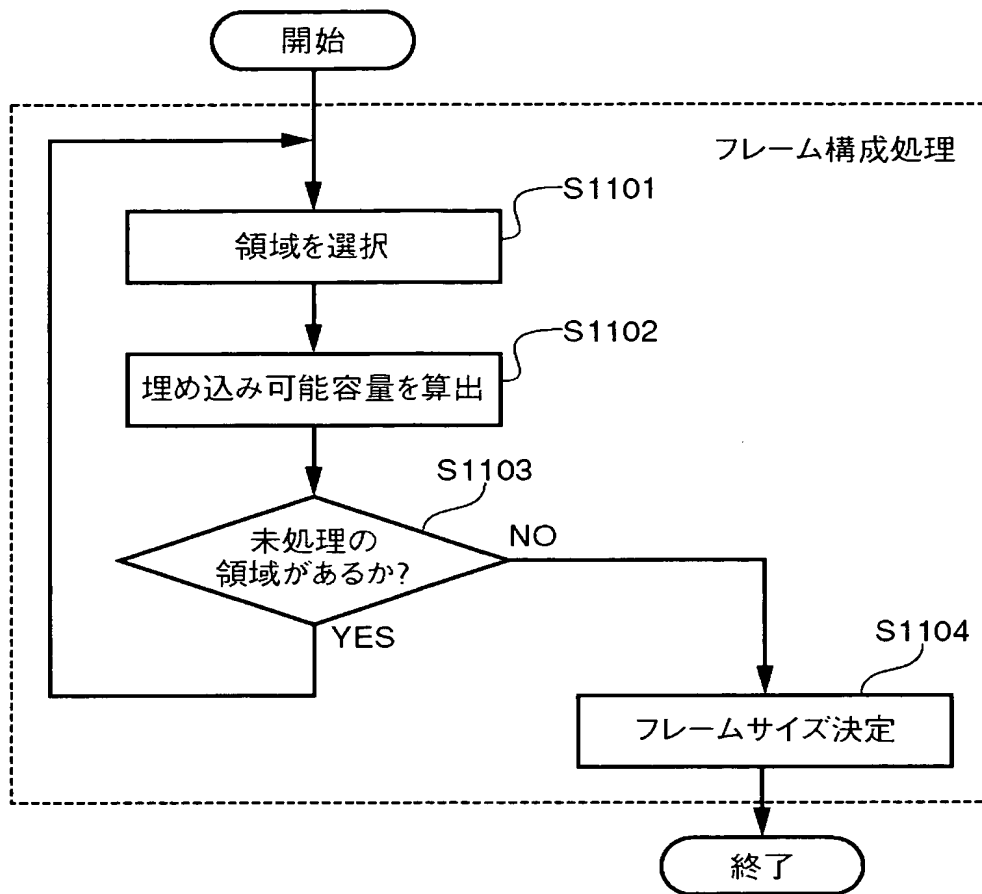 開始
フレーム構成処理
S1101
領域を選択
S1102
埋め込み可能容量を算出
S1103
未処理の
領域があるか?
NO
YES
S1104
フレームサイズ決定
終了